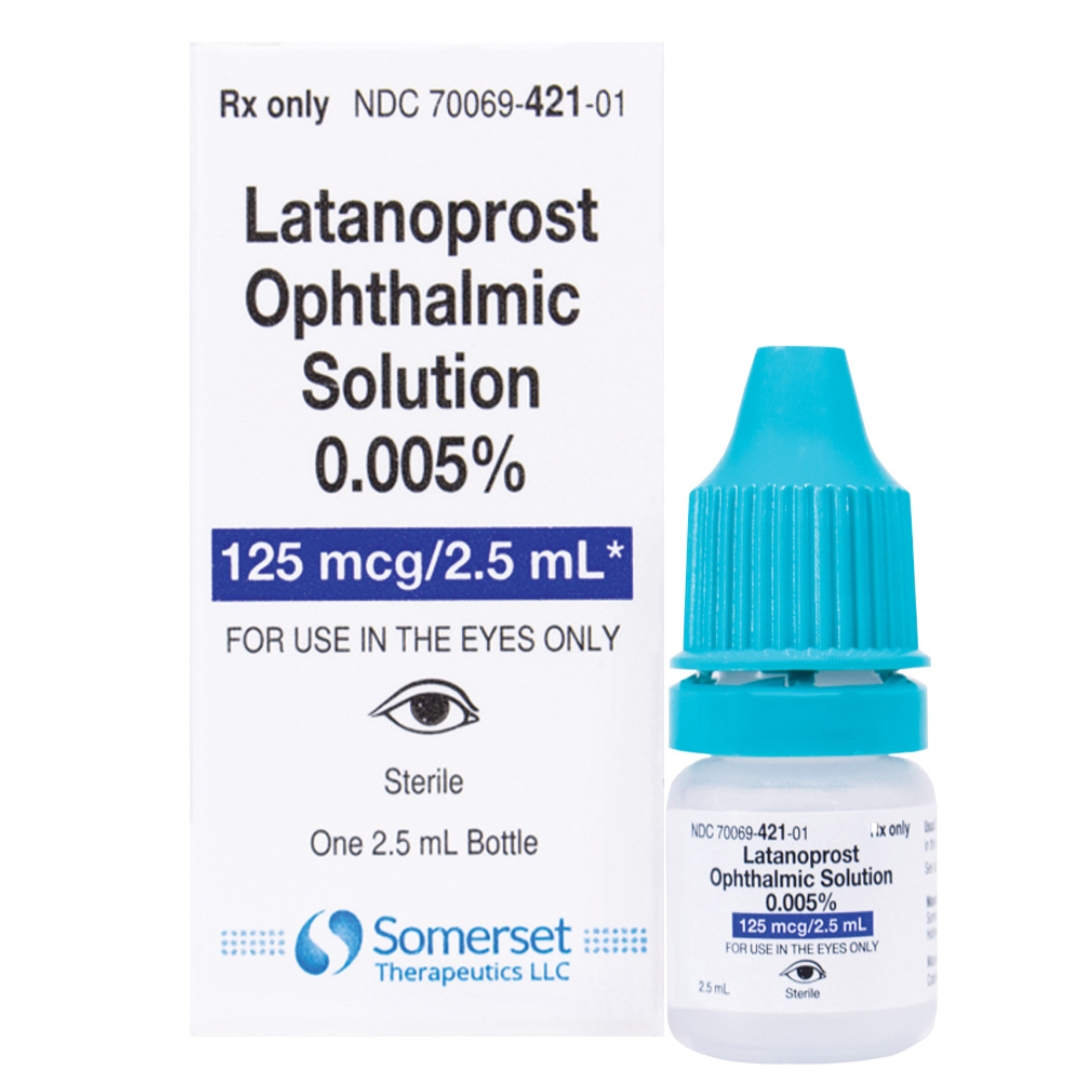 Rx only NDC 70069-421-01
Latanoprost
Ophthalmic
Solution
0.005%
125 mcg/2.5 mL*
FOR USE IN THE EYES ONLY
Sterile
One 2.5 mL Bottle
Somerset
Therapeutics LLC
NDC 70069-421-01 Rx only
Latanoprost
Ophthalmic Solution
0.005%
125 mcg/2.5 mL
FOR USE IN THE EYES ONLY
2.5 mL
Sterile